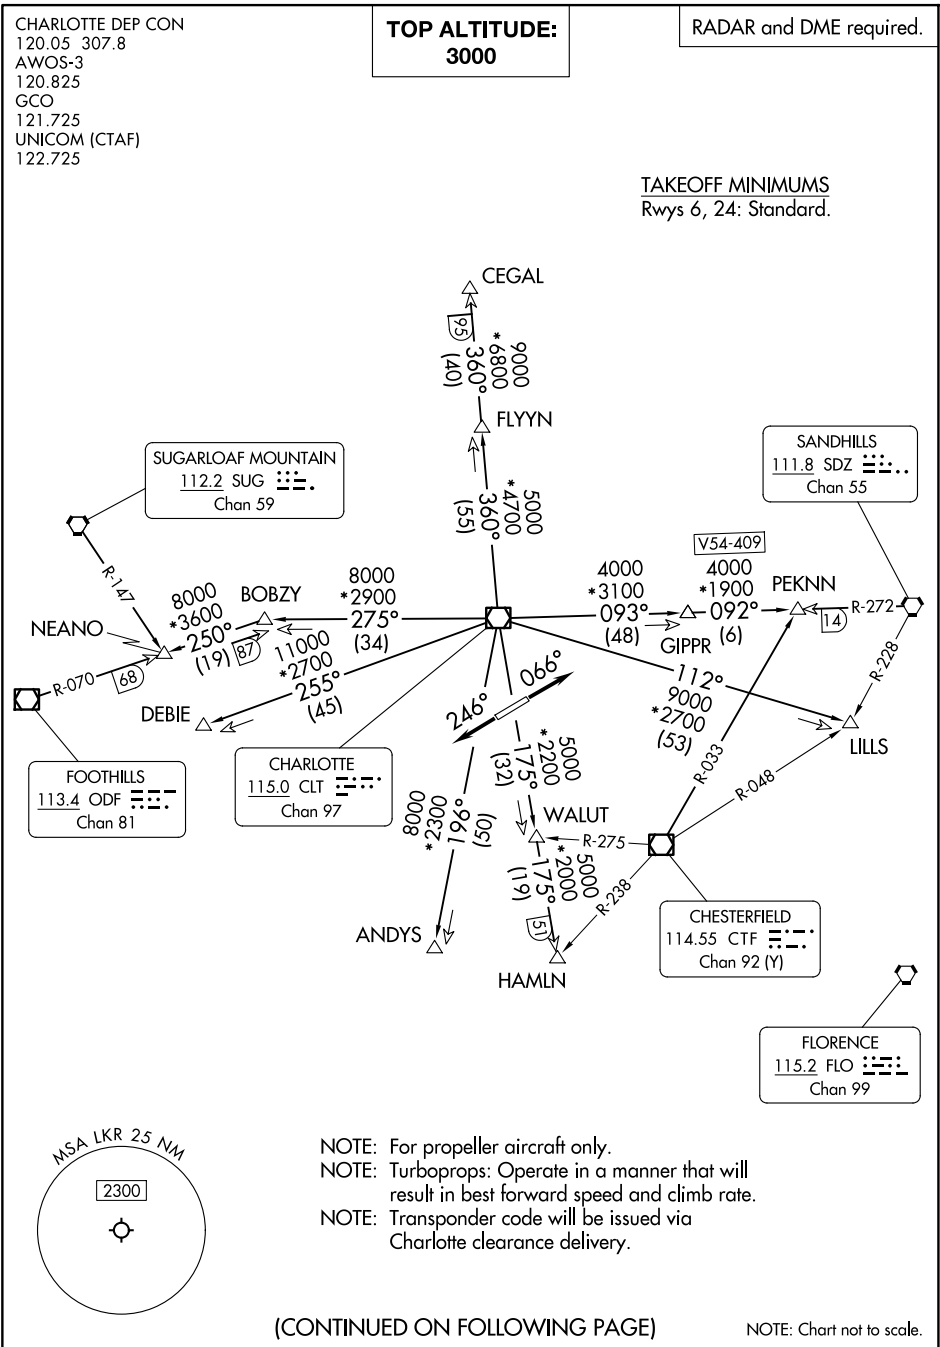 CHARLOTTE DEP CON
120.05 307.8
AWOS-3
120.825
GCO
121.725
UNICOM (CTAF)
122.725
TOP ALTITUDE:
3000
RADAR and DME required.
TAKEOFF MINIMUMS
Rwys 6, 24: Standard.
CEGAL
95
9000
*6800
360°
(40)
FLYYN
5000
*4700
360°
(55)
SUGARLOAF MOUNTAIN
112.2 SUG
Chan 59
SANDHILLS
111.8 SDZ
Chan 55
R-147
NEANO
8000
*3600
250°
(19)
87
BOBZY
8000
*2900
275°
(34)
4000
*3100
093°
(48)
GIPPR
V54-409
4000
*1900
092°
(6)
PEKNN
14
R-272
R-228
R-070
68
11000
*2700
255°
(45)
DEBIE
246°
066°
112°
9000
*2700
(53)
LILLS
FOOTHILLS
113.4 ODF
Chan 81
CHARLOTTE
115.0 CLT
Chan 97
8000
*2300
196°
(50)
ANDYS
5000
*2200
175°
(32)
WALUT
R-275
5000
*2000
175°
(19)
51
HAMLN
R-033
R-048
R-238
CHESTERFIELD
114.55 CTF
Chan 92 (Y)
FLORENCE
115.2 FLO
Chan 99
MSA LKR 25 NM
2300
NOTE: For propeller aircraft only.
NOTE: Turboprops: Operate in a manner that will
result in best forward speed and climb rate.
NOTE: Transponder code will be issued via
Charlotte clearance delivery.
(CONTINUED ON FOLLOWING PAGE)
NOTE: Chart not to scale.